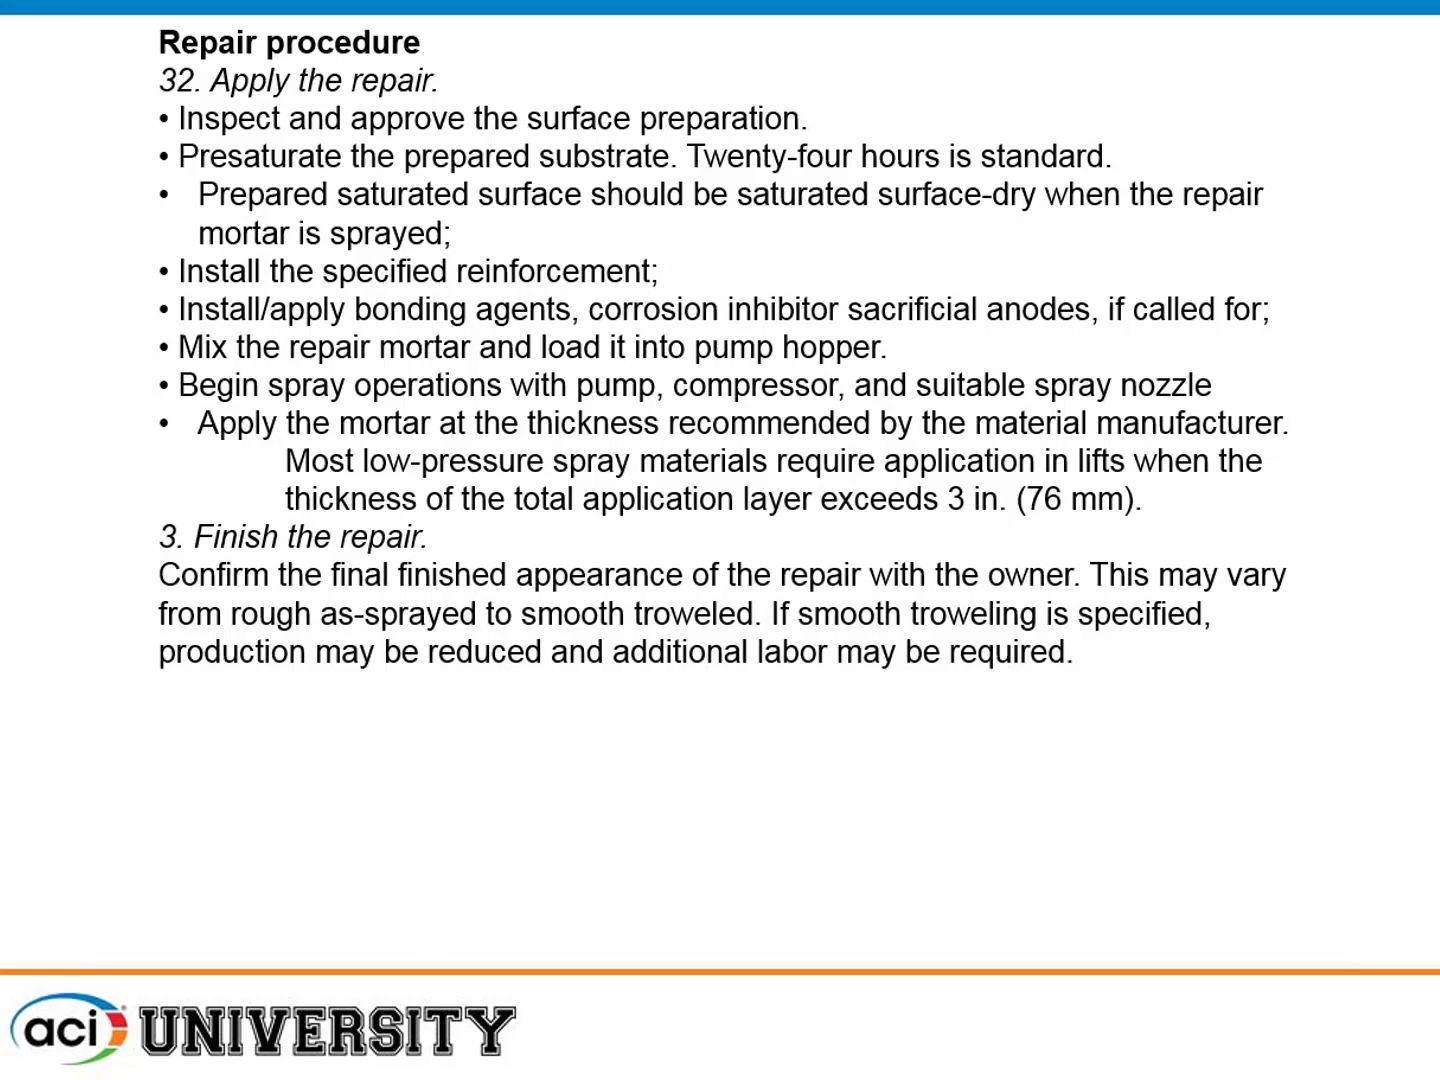 Repair procedure
32. Apply the repair.
• Inspect and approve the surface preparation.
• Presaturate the prepared substrate. Twenty-four hours is standard.
• Prepared saturated surface should be saturated surface-dry when the repair
mortar is sprayed;
• Install the specified reinforcement;
• Install/apply bonding agents, corrosion inhibitor sacrificial anodes, if called for;
• Mix the repair mortar and load it into pump hopper.
• Begin spray operations with pump, compressor, and suitable spray nozzle
• Apply the mortar at the thickness recommended by the material manufacturer.
Most low-pressure spray materials require application in lifts when the
thickness of the total application layer exceeds 3 in. (76 mm).
3. Finish the repair.
Confirm the final finished appearance of the repair with the owner. This may vary
from rough as-sprayed to smooth troweled. If smooth troweling is specified,
production may be reduced and additional labor may be required.
aci UNIVERSITY